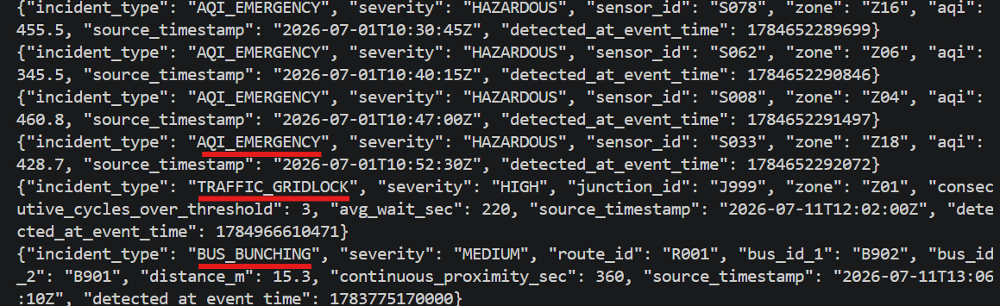 {"incident_type": "AQI_EMERGENCY", "severity": "HAZARDOUS", "sensor_id": "S078", "zone": "Z16", "aqi":
455.5, "source_timestamp": "2026-07-01T10:30:45Z", "detected_at_event_time": 1784652289699}
{"incident_type": "AQI_EMERGENCY", "severity": "HAZARDOUS", "sensor_id": "S062", "zone": "Z06", "aqi":
345.5, "source_timestamp": "2026-07-01T10:40:15Z", "detected_at_event_time": 1784652290846}
{"incident_type": "AQI_EMERGENCY", "severity": "HAZARDOUS", "sensor_id": "S008", "zone": "Z04", "aqi":
460.8, "source_timestamp": "2026-07-01T10:47:00Z", "detected_at_event_time": 1784652291497}
{"incident_type": "AQI_EMERGENCY", "severity": "HAZARDOUS", "sensor_id": "S033", "zone": "Z18", "aqi":
428.7, "source_timestamp": "2026-07-01T10:52:30Z", "detected_at_event_time": 1784652292072}
{"incident_type": "TRAFFIC_GRIDLOCK", "severity": "HIGH", "junction_id": "J999", "zone": "Z01", "consec
utive_cycles_over_threshold": 3, "avg_wait_sec": 220, "source_timestamp": "2026-07-11T12:02:00Z", "dete
cted_at_event_time": 1784966610471}
{"incident_type": "BUS_BUNCHING", "severity": "MEDIUM", "route_id": "R001", "bus_id_1": "B902", "bus_id
_2": "B901", "distance_m": 15.3, "continuous_proximity_sec": 360, "source_timestamp": "2026-07-11T13:06
:10Z", "detected_at_event_time": 1783775170000}